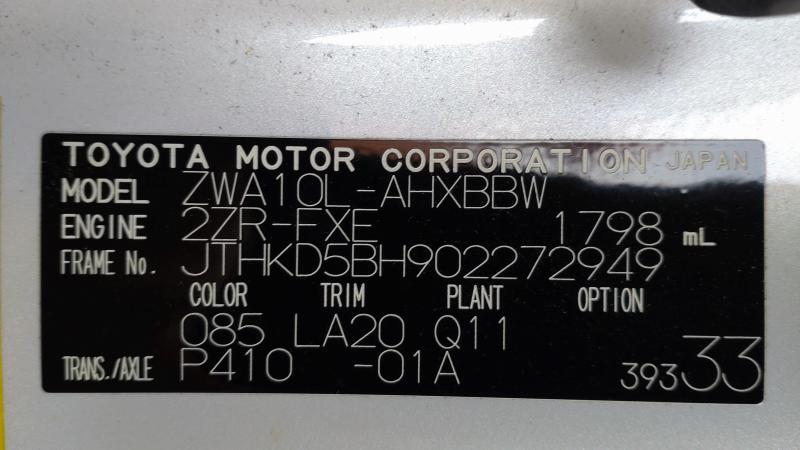 TOYOTA MOTOR CORPORATION JAPAN
MODEL ZWA10L-AHXBBW
ENGINE 2ZR-FXE 1798 mL
FRAME No. JTHKD5BH902272949
COLOR TRIM PLANT OPTION
085 LA20 Q11
TRANS./AXLE P410 -01A 393 33